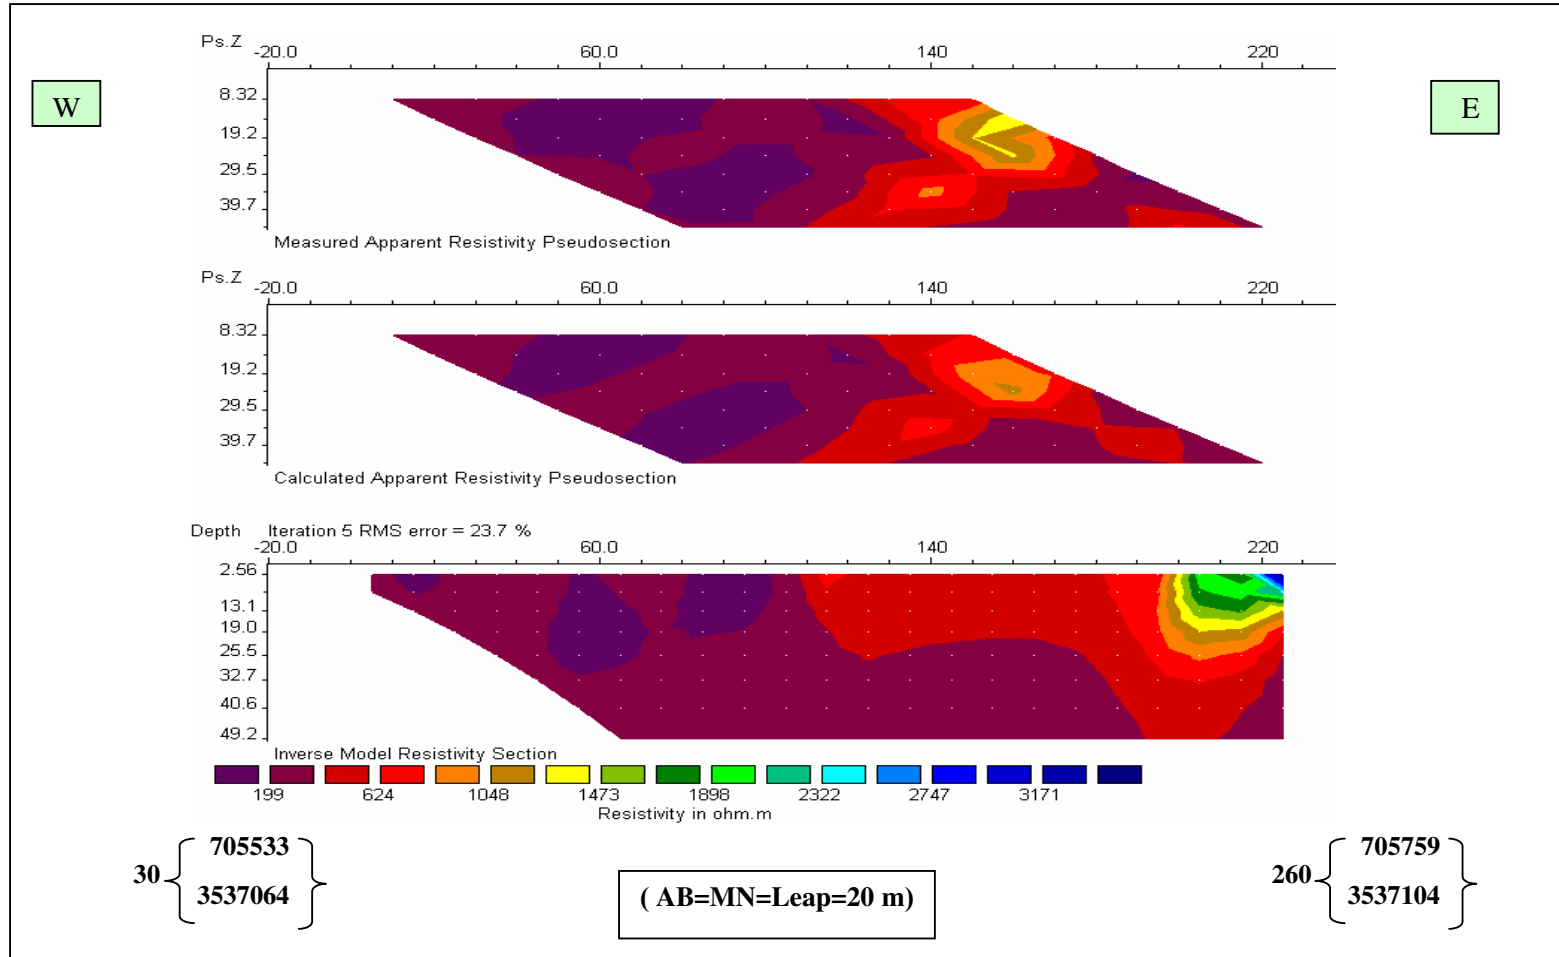 Ps.Z
-20.0 60.0 140 220
W
E
8.32
19.2
29.5
39.7
Measured Apparent Resistivity Pseudosection
Ps.Z
-20.0 60.0 140 220
8.32
19.2
29.5
39.7
Calculated Apparent Resistivity Pseudosection
Depth Iteration 5 RMS error = 23.7 %
-20.0 60.0 140 220
2.56
13.1
19.0
25.5
32.7
40.6
49.2
Inverse Model Resistivity Section
199 624 1048 1473 1898 2322 2747 3171
Resistivity in ohm.m
30 { 705533 }
3537064
( AB=MN=Leap=20 m)
260 { 705759 }
3537104